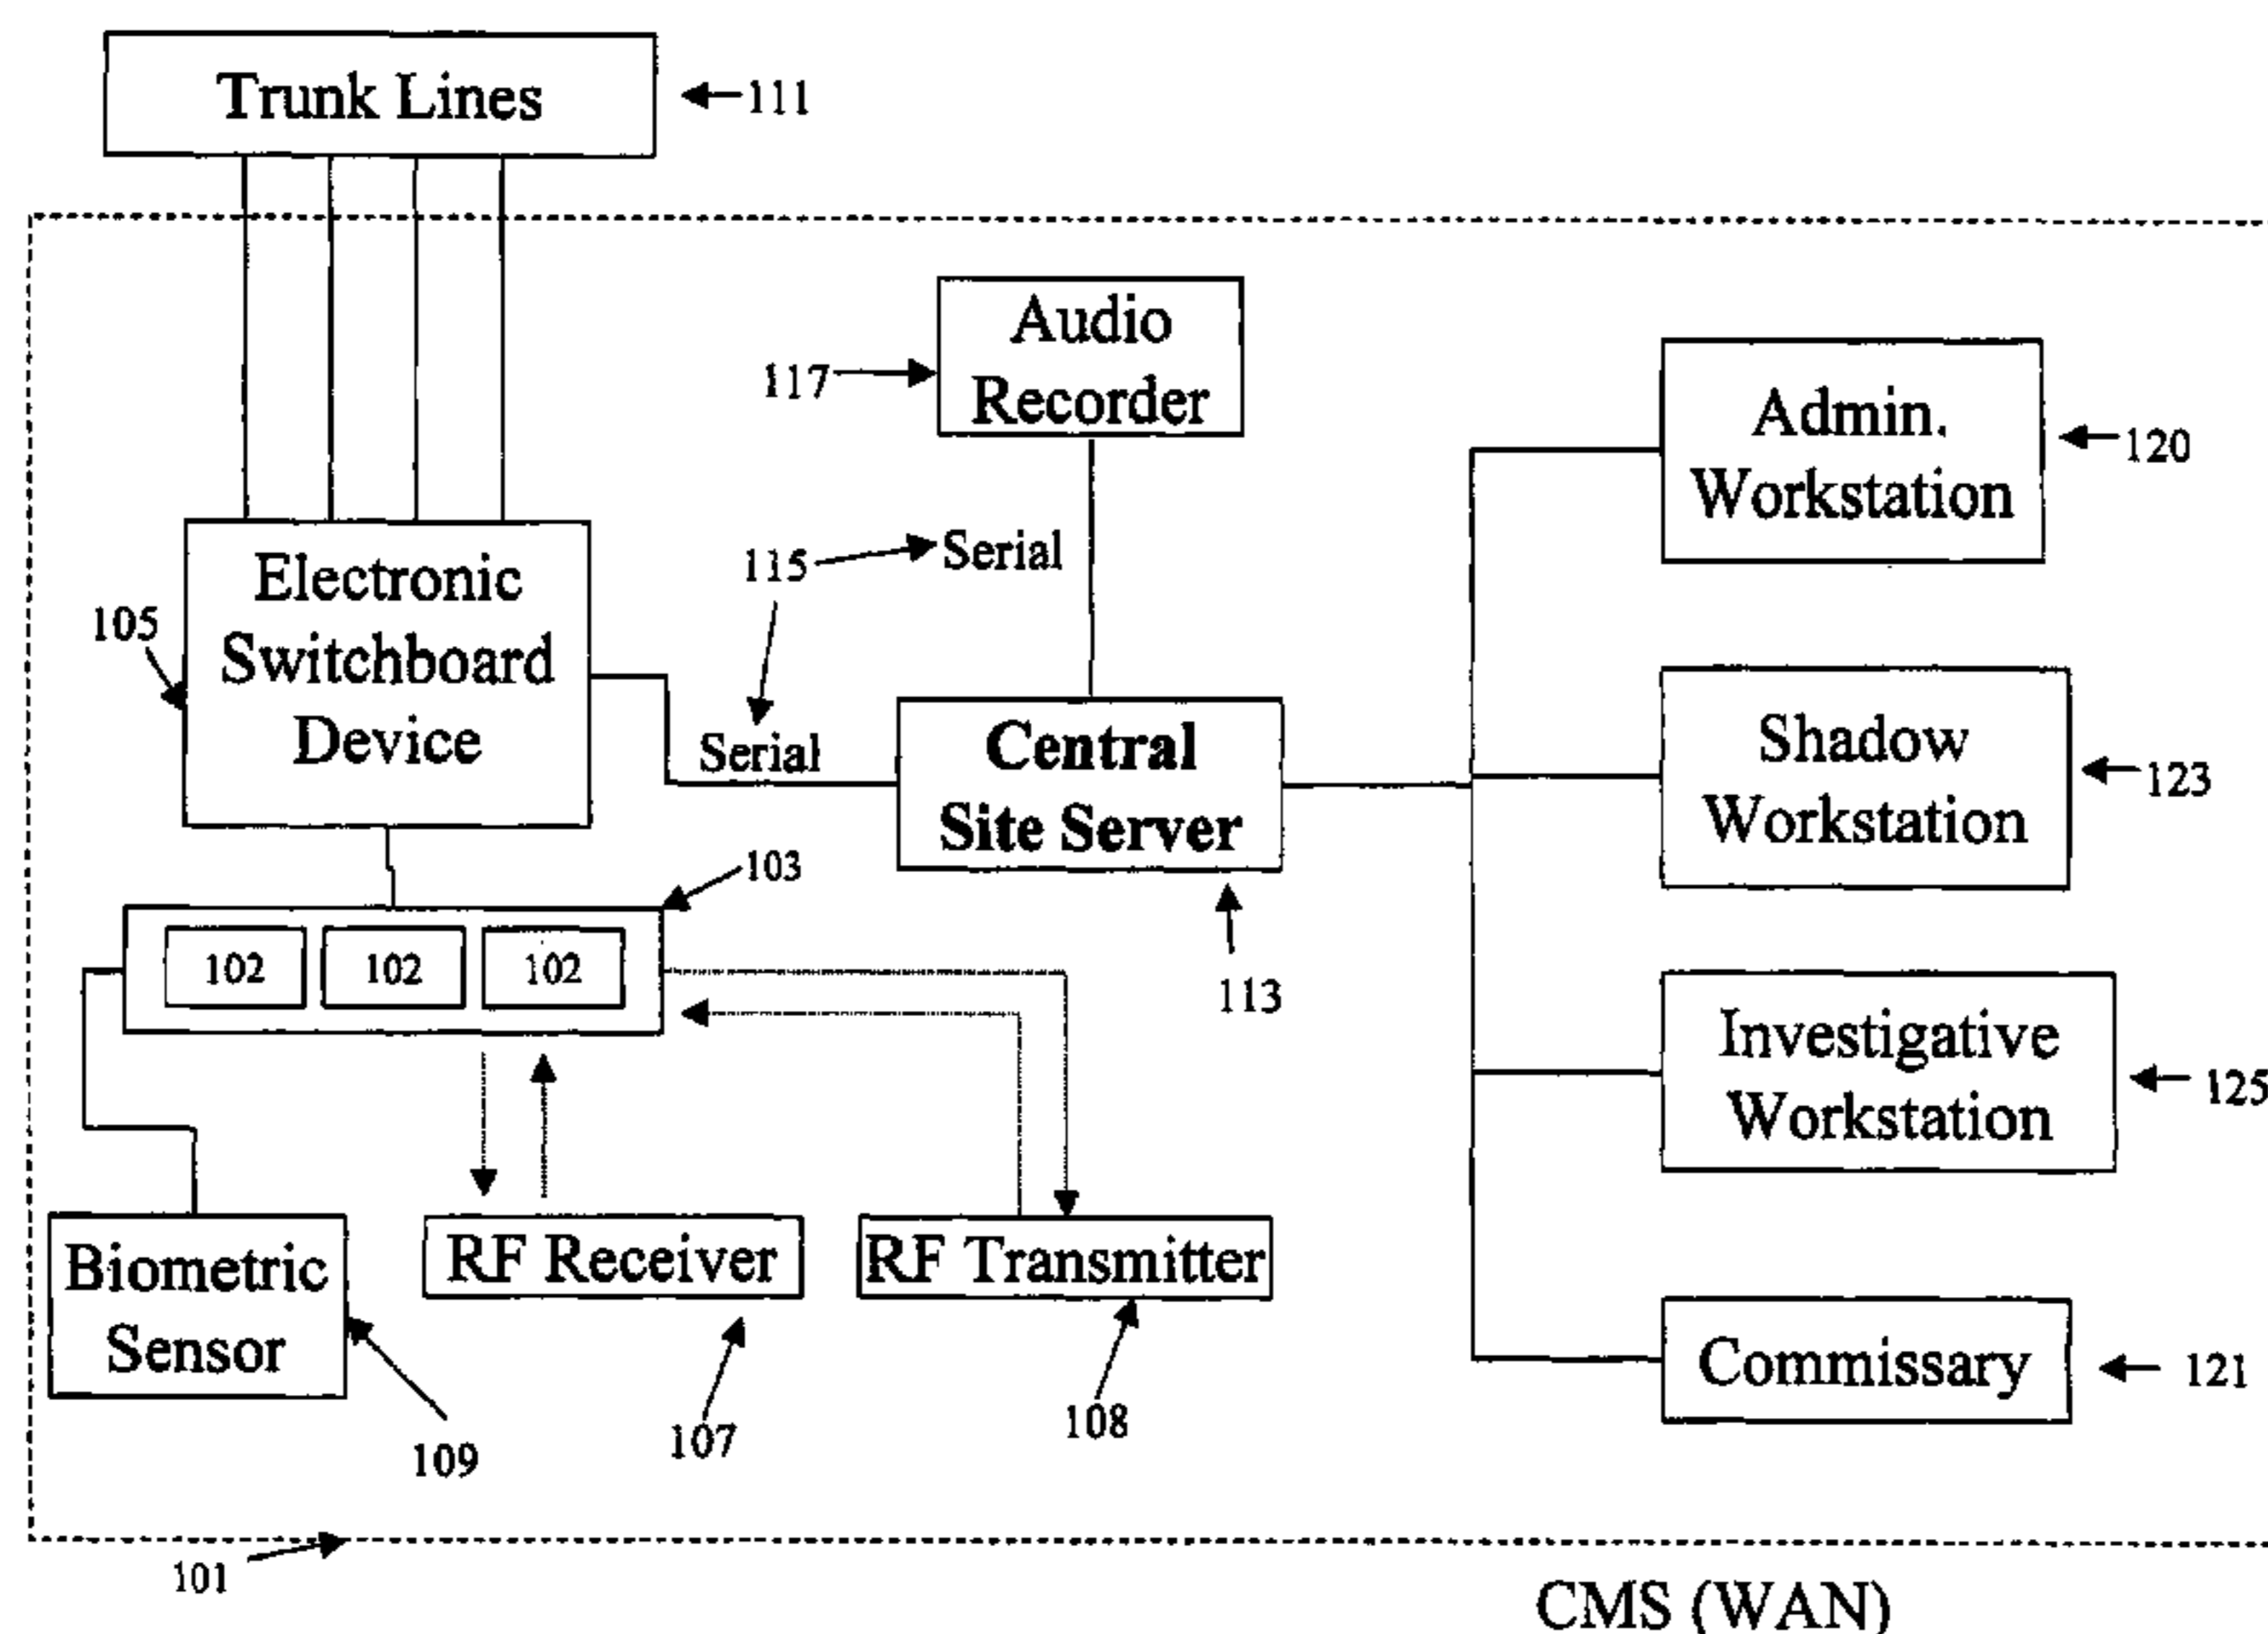 Trunk Lines
111
Audio
Recorder
117
Admin.
Workstation
120
115
Serial
Electronic
Switchboard
Device
105
Serial
Central
Site Server
113
Shadow
Workstation
123
103
102 102 102
Investigative
Workstation
125
Biometric
Sensor
109
RF Receiver
107
RF Transmitter
108
Commissary
121
101
CMS (WAN)